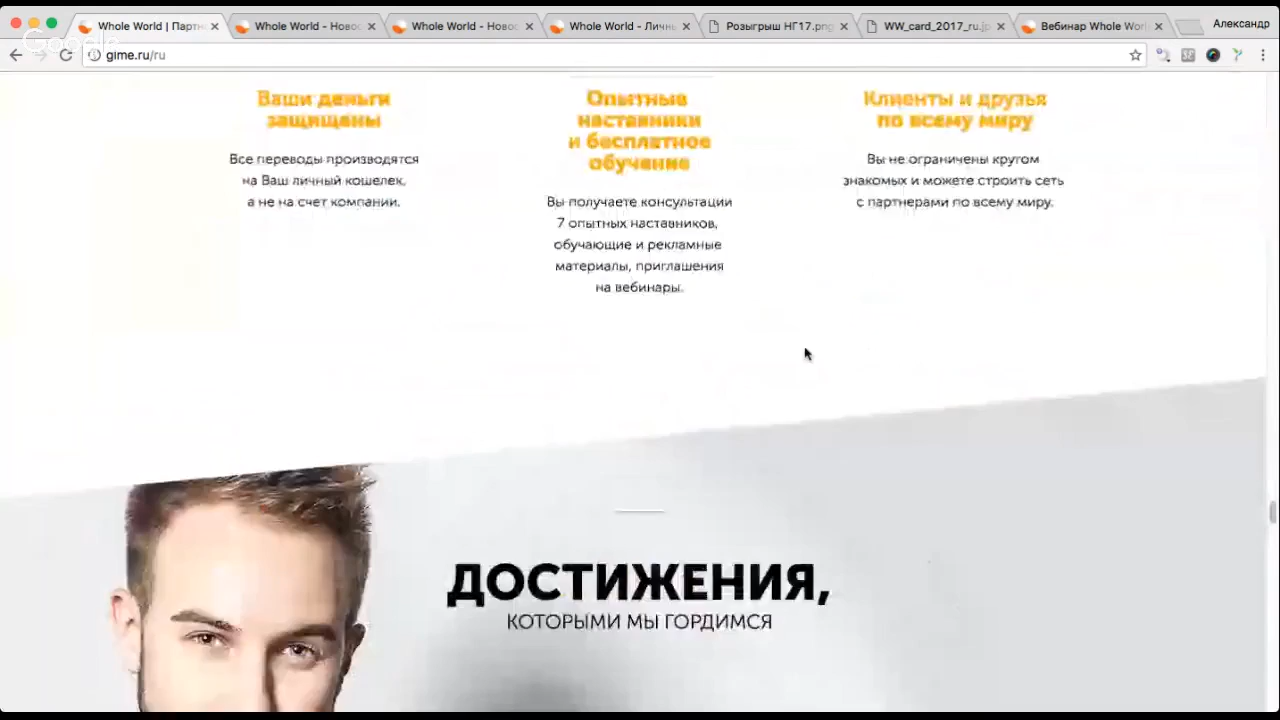 Whole World | Партн
Whole World - Новос
Whole World - Новос
Whole World - Личн
Розыгрыш НГ17.png
WW_card_2017_ru.jp
Вебинар Whole Worl
Александр
Google
gime.ru/ru
Ваши деньги
защищены
Все переводы производятся
на Ваш личный кошелек,
а не на счет компании.
Опытные
наставники
и бесплатное
обучение
Вы получаете консультации
7 опытных наставников,
обучающие и рекламные
материалы, приглашения
на вебинары.
Клиенты и друзья
по всему миру
Вы не ограничены кругом
знакомых и можете строить сеть
с партнерами по всему миру.
ДОСТИЖЕНИЯ,
КОТОРЫМИ МЫ ГОРДИМСЯ